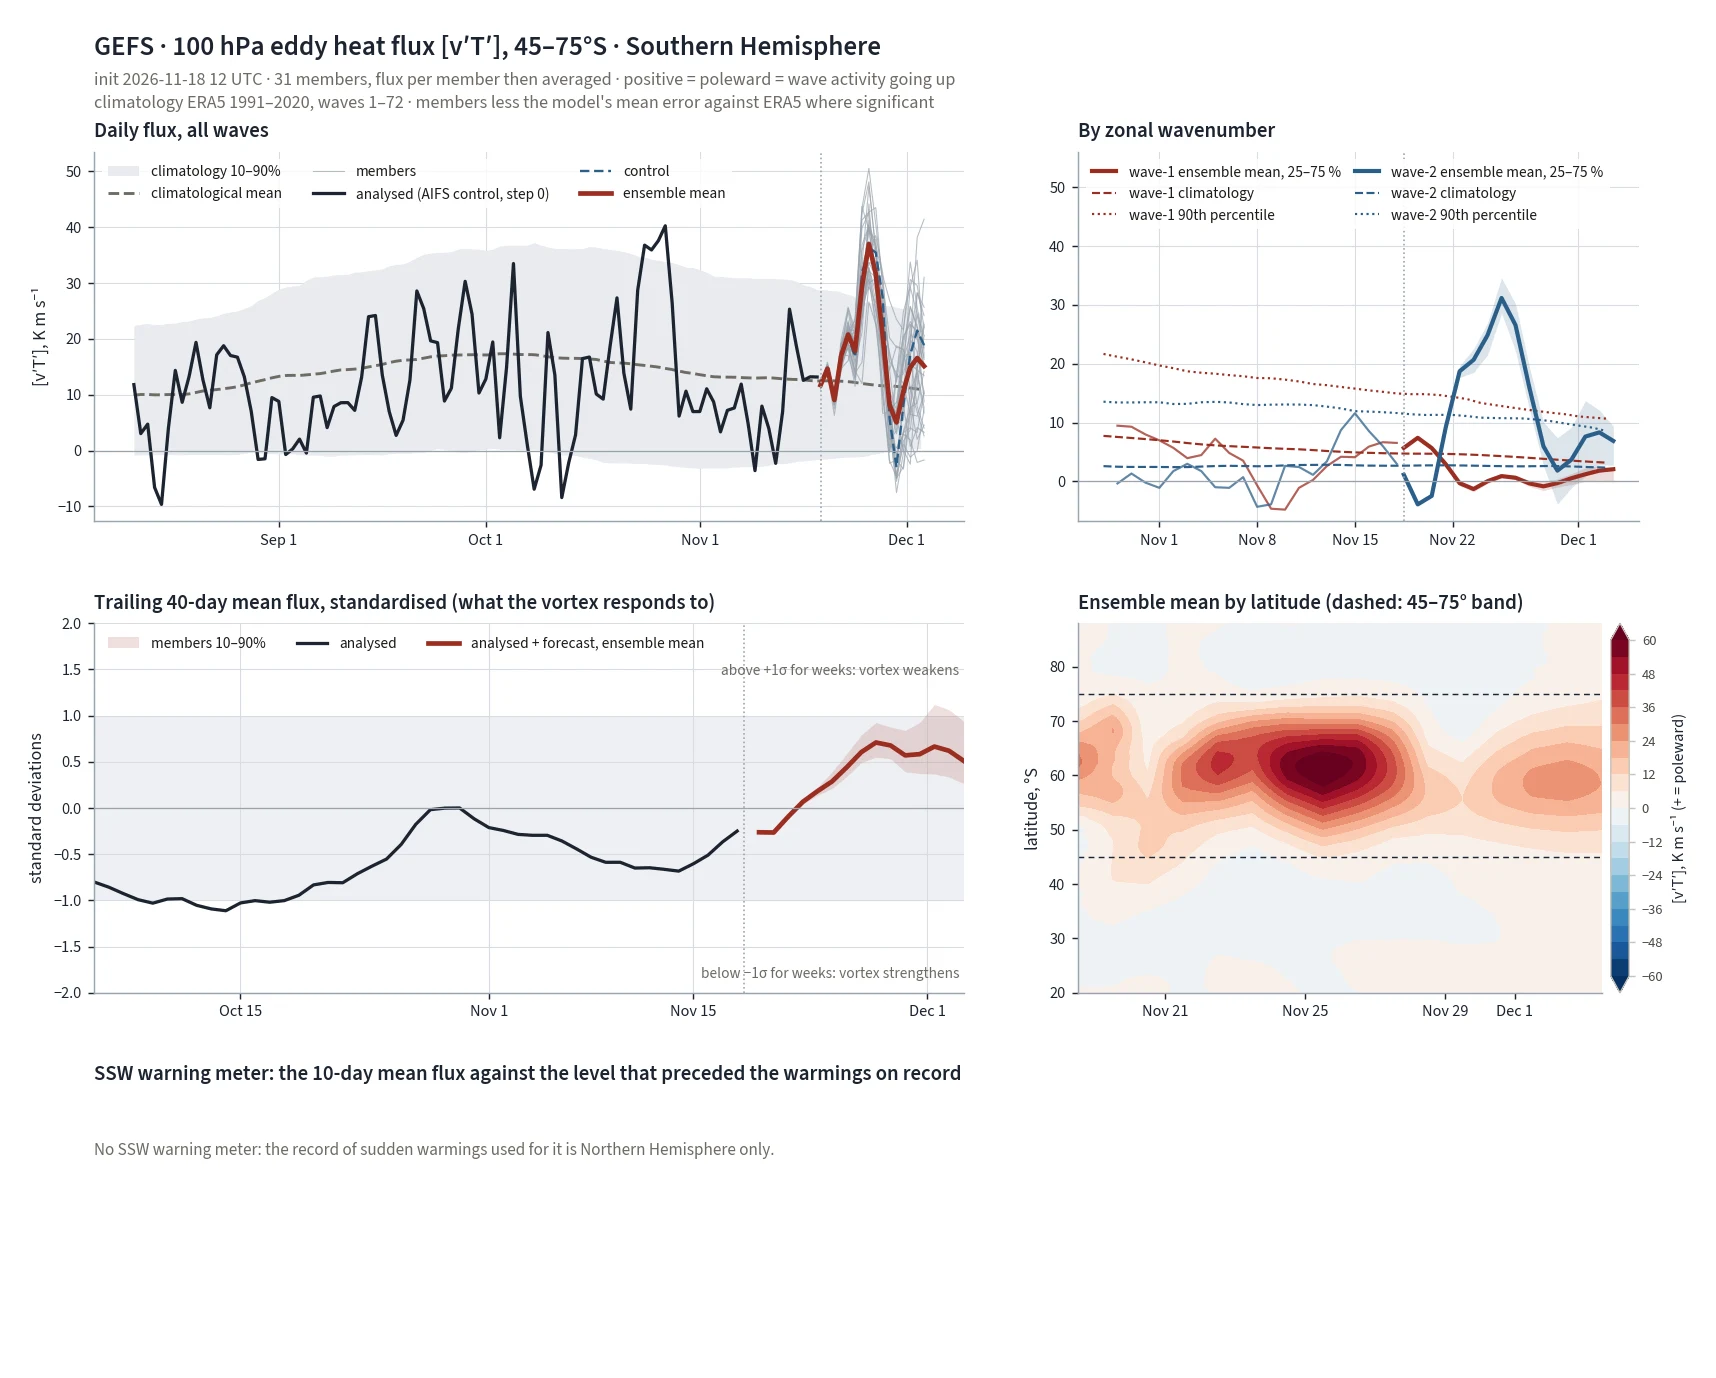 GEFS · 100 hPa eddy heat flux [v′T′], 45–75°S · Southern Hemisphere
init 2026-11-18 12 UTC · 31 members, flux per member then averaged · positive = poleward = wave activity going up
climatology ERA5 1991–2020, waves 1–72 · members less the model's mean error against ERA5 where significant
Daily flux, all waves
climatology 10–90%
members
control
climatological mean
analysed (AIFS control, step 0)
ensemble mean
50
40
30
20
10
0
−10
[v′T′], K m s⁻¹
Sep 1
Oct 1
Nov 1
Dec 1
By zonal wavenumber
wave-1 ensemble mean, 25–75 %
wave-2 ensemble mean, 25–75 %
wave-1 climatology
wave-2 climatology
wave-1 90th percentile
wave-2 90th percentile
50
40
30
20
10
0
Nov 1
Nov 8
Nov 15
Nov 22
Dec 1
Trailing 40-day mean flux, standardised (what the vortex responds to)
members 10–90%
analysed
analysed + forecast, ensemble mean
above +1σ for weeks: vortex weakens
below −1σ for weeks: vortex strengthens
2.0
1.5
1.0
0.5
0.0
−0.5
−1.0
−1.5
−2.0
standard deviations
Oct 15
Nov 1
Nov 15
Dec 1
Ensemble mean by latitude (dashed: 45–75° band)
80
70
60
50
40
30
20
latitude, °S
Nov 21
Nov 25
Nov 29
Dec 1
60
48
36
24
12
0
−12
−24
−36
−48
−60
[v′T′], K m s⁻¹ (+ = poleward)
SSW warning meter: the 10-day mean flux against the level that preceded the warmings on record
No SSW warning meter: the record of sudden warmings used for it is Northern Hemisphere only.